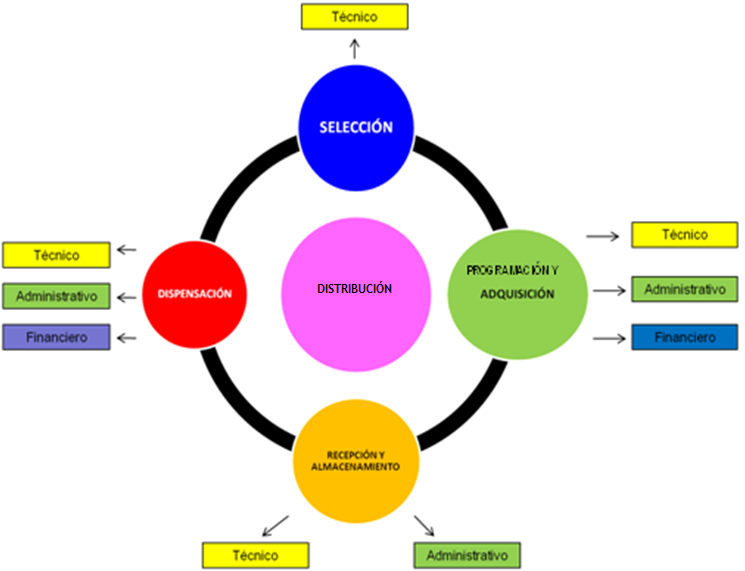 Técnico
SELECCIÓN
Técnico
Administrativo
Financiero
DISPENSACIÓN
DISTRIBUCIÓN
PROGRAMACIÓN Y
ADQUISICIÓN
Técnico
Administrativo
Financiero
RECEPCIÓN Y
ALMACENAMIENTO
Técnico
Administrativo